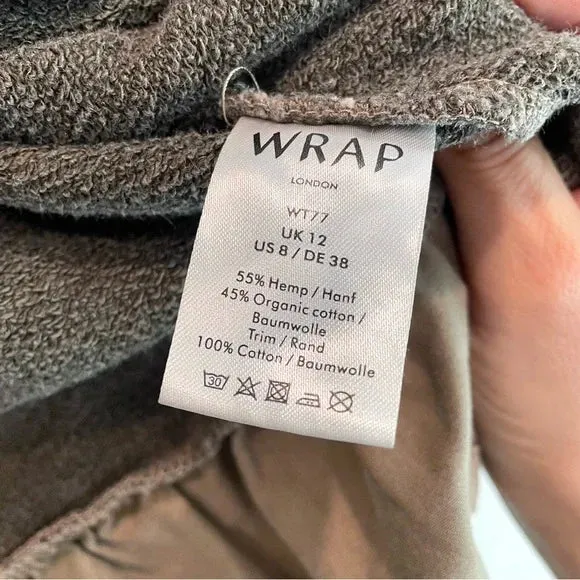 WRAP
LONDON
WT77
UK 12
US 8 / DE 38
55% Hemp / Hanf
45% Organic cotton /
Baumwolle
Trim / Rand
100% Cotton / Baumwolle
30